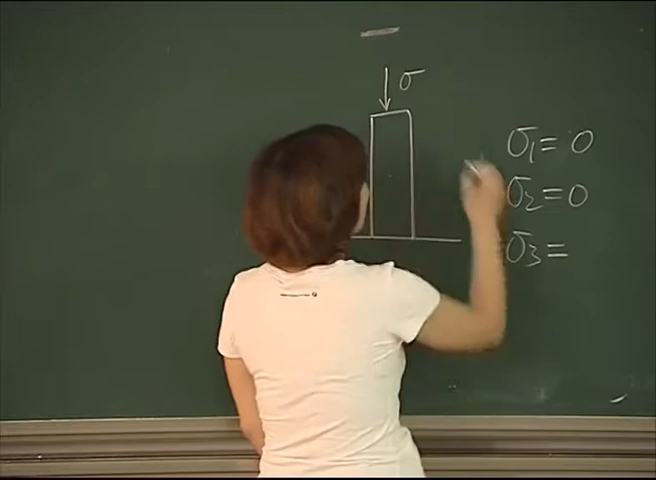 σ
σ₁ = 0
σ₂ = 0
σ₃ =